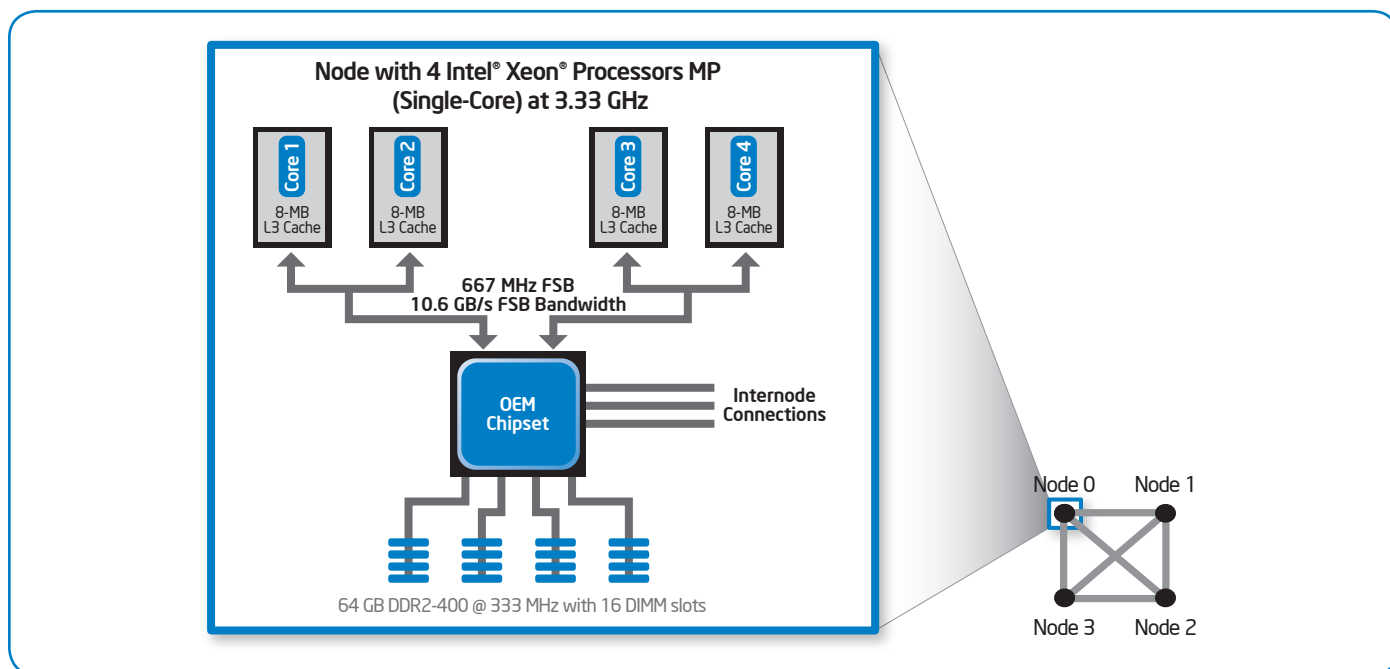 Node with 4 Intel® Xeon® Processors MP
(Single-Core) at 3.33 GHz
Core 1
8-MB
L3 Cache
Core 2
8-MB
L3 Cache
Core 3
8-MB
L3 Cache
Core 4
8-MB
L3 Cache
667 MHz FSB
10.6 GB/s FSB Bandwidth
OEM
Chipset
Internode
Connections
64 GB DDR2-400 @ 333 MHz with 16 DIMM slots
Node 0
Node 1
Node 3
Node 2